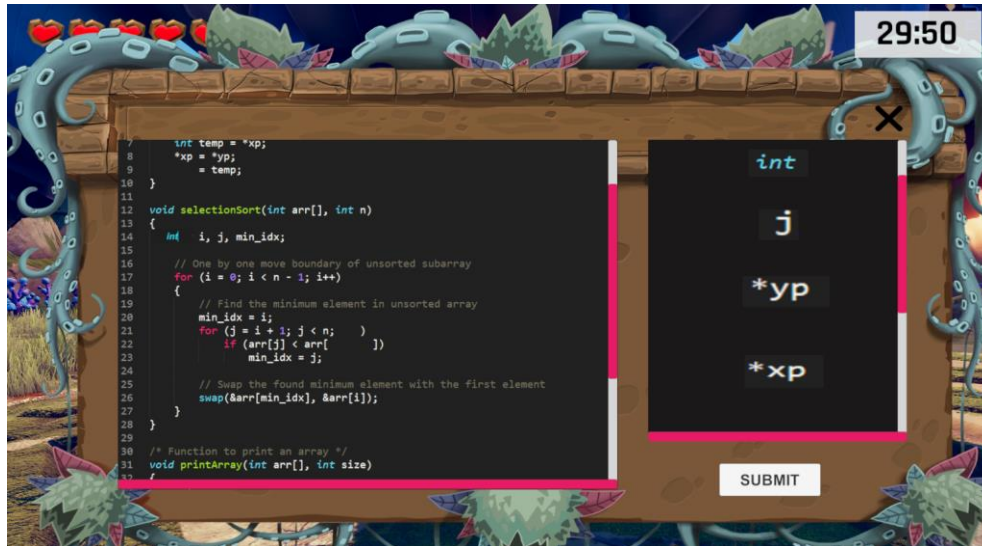 29:50
7 int temp = *xp;
8 *xp = *yp;
9 = temp;
10 }
11
12 void selectionSort(int arr[], int n)
13 {
14 int i, j, min_idx;
15
16 // One by one move boundary of unsorted subarray
17 for (i = 0; i < n - 1; i++)
18 {
19 // Find the minimum element in unsorted array
20 min_idx = i;
21 for (j = i + 1; j < n; )
22 if (arr[j] < arr[ ])
23 min_idx = j;
24
25 // Swap the found minimum element with the first element
26 swap(&arr[min_idx], &arr[i]);
27 }
28 }
29
30 /* Function to print an array */
31 void printArray(int arr[], int size)
32 {
int
j
*yp
*xp
SUBMIT